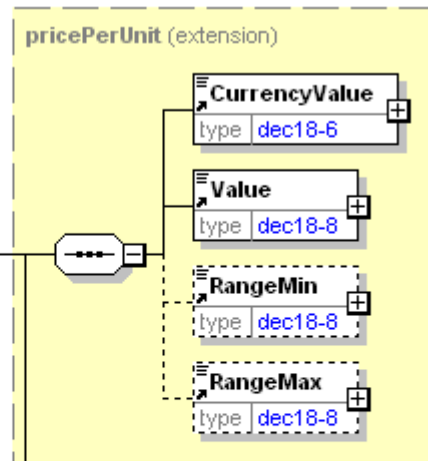 pricePerUnit (extension)
CurrencyValue
type dec18-6
Value
type dec18-8
RangeMin
type dec18-8
RangeMax
type dec18-8